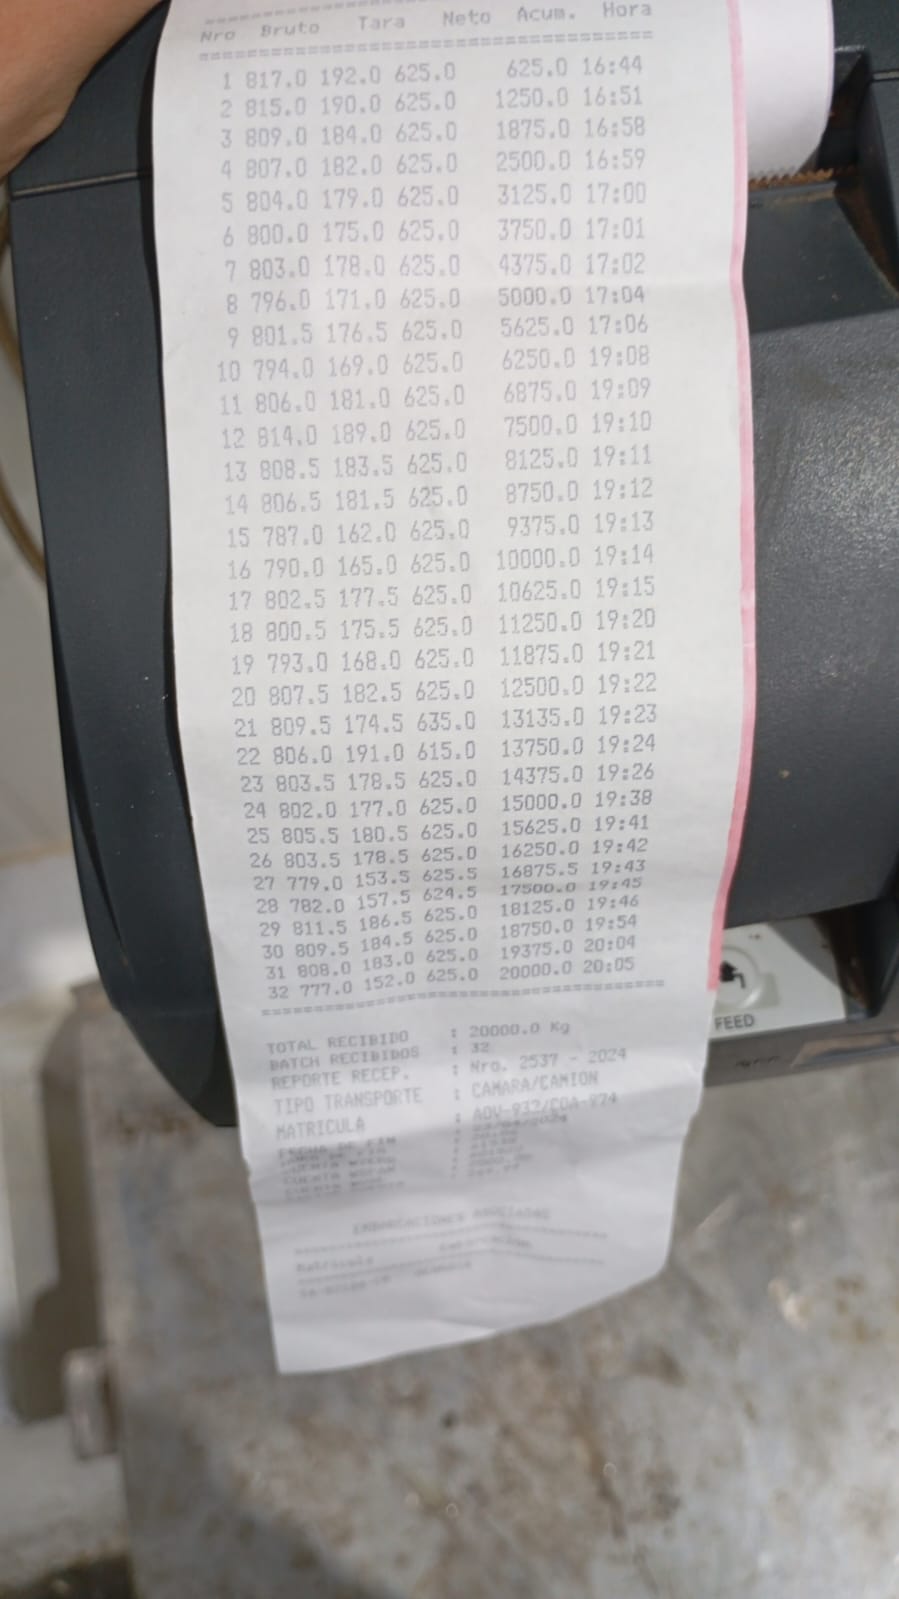 ==================================
Nro Bruto Tara Neto Acum. Hora
==================================
1 817.0 192.0 625.0 625.0 16:44
2 815.0 190.0 625.0 1250.0 16:51
3 809.0 184.0 625.0 1875.0 16:58
4 807.0 182.0 625.0 2500.0 16:59
5 804.0 179.0 625.0 3125.0 17:00
6 800.0 175.0 625.0 3750.0 17:01
7 803.0 178.0 625.0 4375.0 17:02
8 796.0 171.0 625.0 5000.0 17:04
9 801.5 176.5 625.0 5625.0 17:06
10 794.0 169.0 625.0 6250.0 19:08
11 806.0 181.0 625.0 6875.0 19:09
12 814.0 189.0 625.0 7500.0 19:10
13 808.5 183.5 625.0 8125.0 19:11
14 806.5 181.5 625.0 8750.0 19:12
15 787.0 162.0 625.0 9375.0 19:13
16 790.0 165.0 625.0 10000.0 19:14
17 802.5 177.5 625.0 10625.0 19:15
18 800.5 175.5 625.0 11250.0 19:20
19 793.0 168.0 625.0 11875.0 19:21
20 807.5 182.5 625.0 12500.0 19:22
21 809.5 174.5 635.0 13135.0 19:23
22 806.0 191.0 615.0 13750.0 19:24
23 803.5 178.5 625.0 14375.0 19:26
24 802.0 177.0 625.0 15000.0 19:38
25 805.5 180.5 625.0 15625.0 19:41
26 803.5 178.5 625.0 16250.0 19:42
27 779.0 153.5 625.5 16875.5 19:43
28 782.0 157.5 624.5 17500.0 19:45
29 811.5 186.5 625.0 18125.0 19:46
30 809.5 184.5 625.0 18750.0 19:54
31 808.0 183.0 625.0 19375.0 20:04
32 777.0 152.0 625.0 20000.0 20:05
==================================
TOTAL RECIBIDO : 20000.0 Kg
BATCH RECIBIDOS : 32
REPORTE RECEP. : Nro. 2537 - 2024
TIPO TRANSPORTE : CAMARA/CAMION
MATRICULA :
FECHA DE FIN :
EMBARCACIONES ASOCIADAS
Matricula
FEED